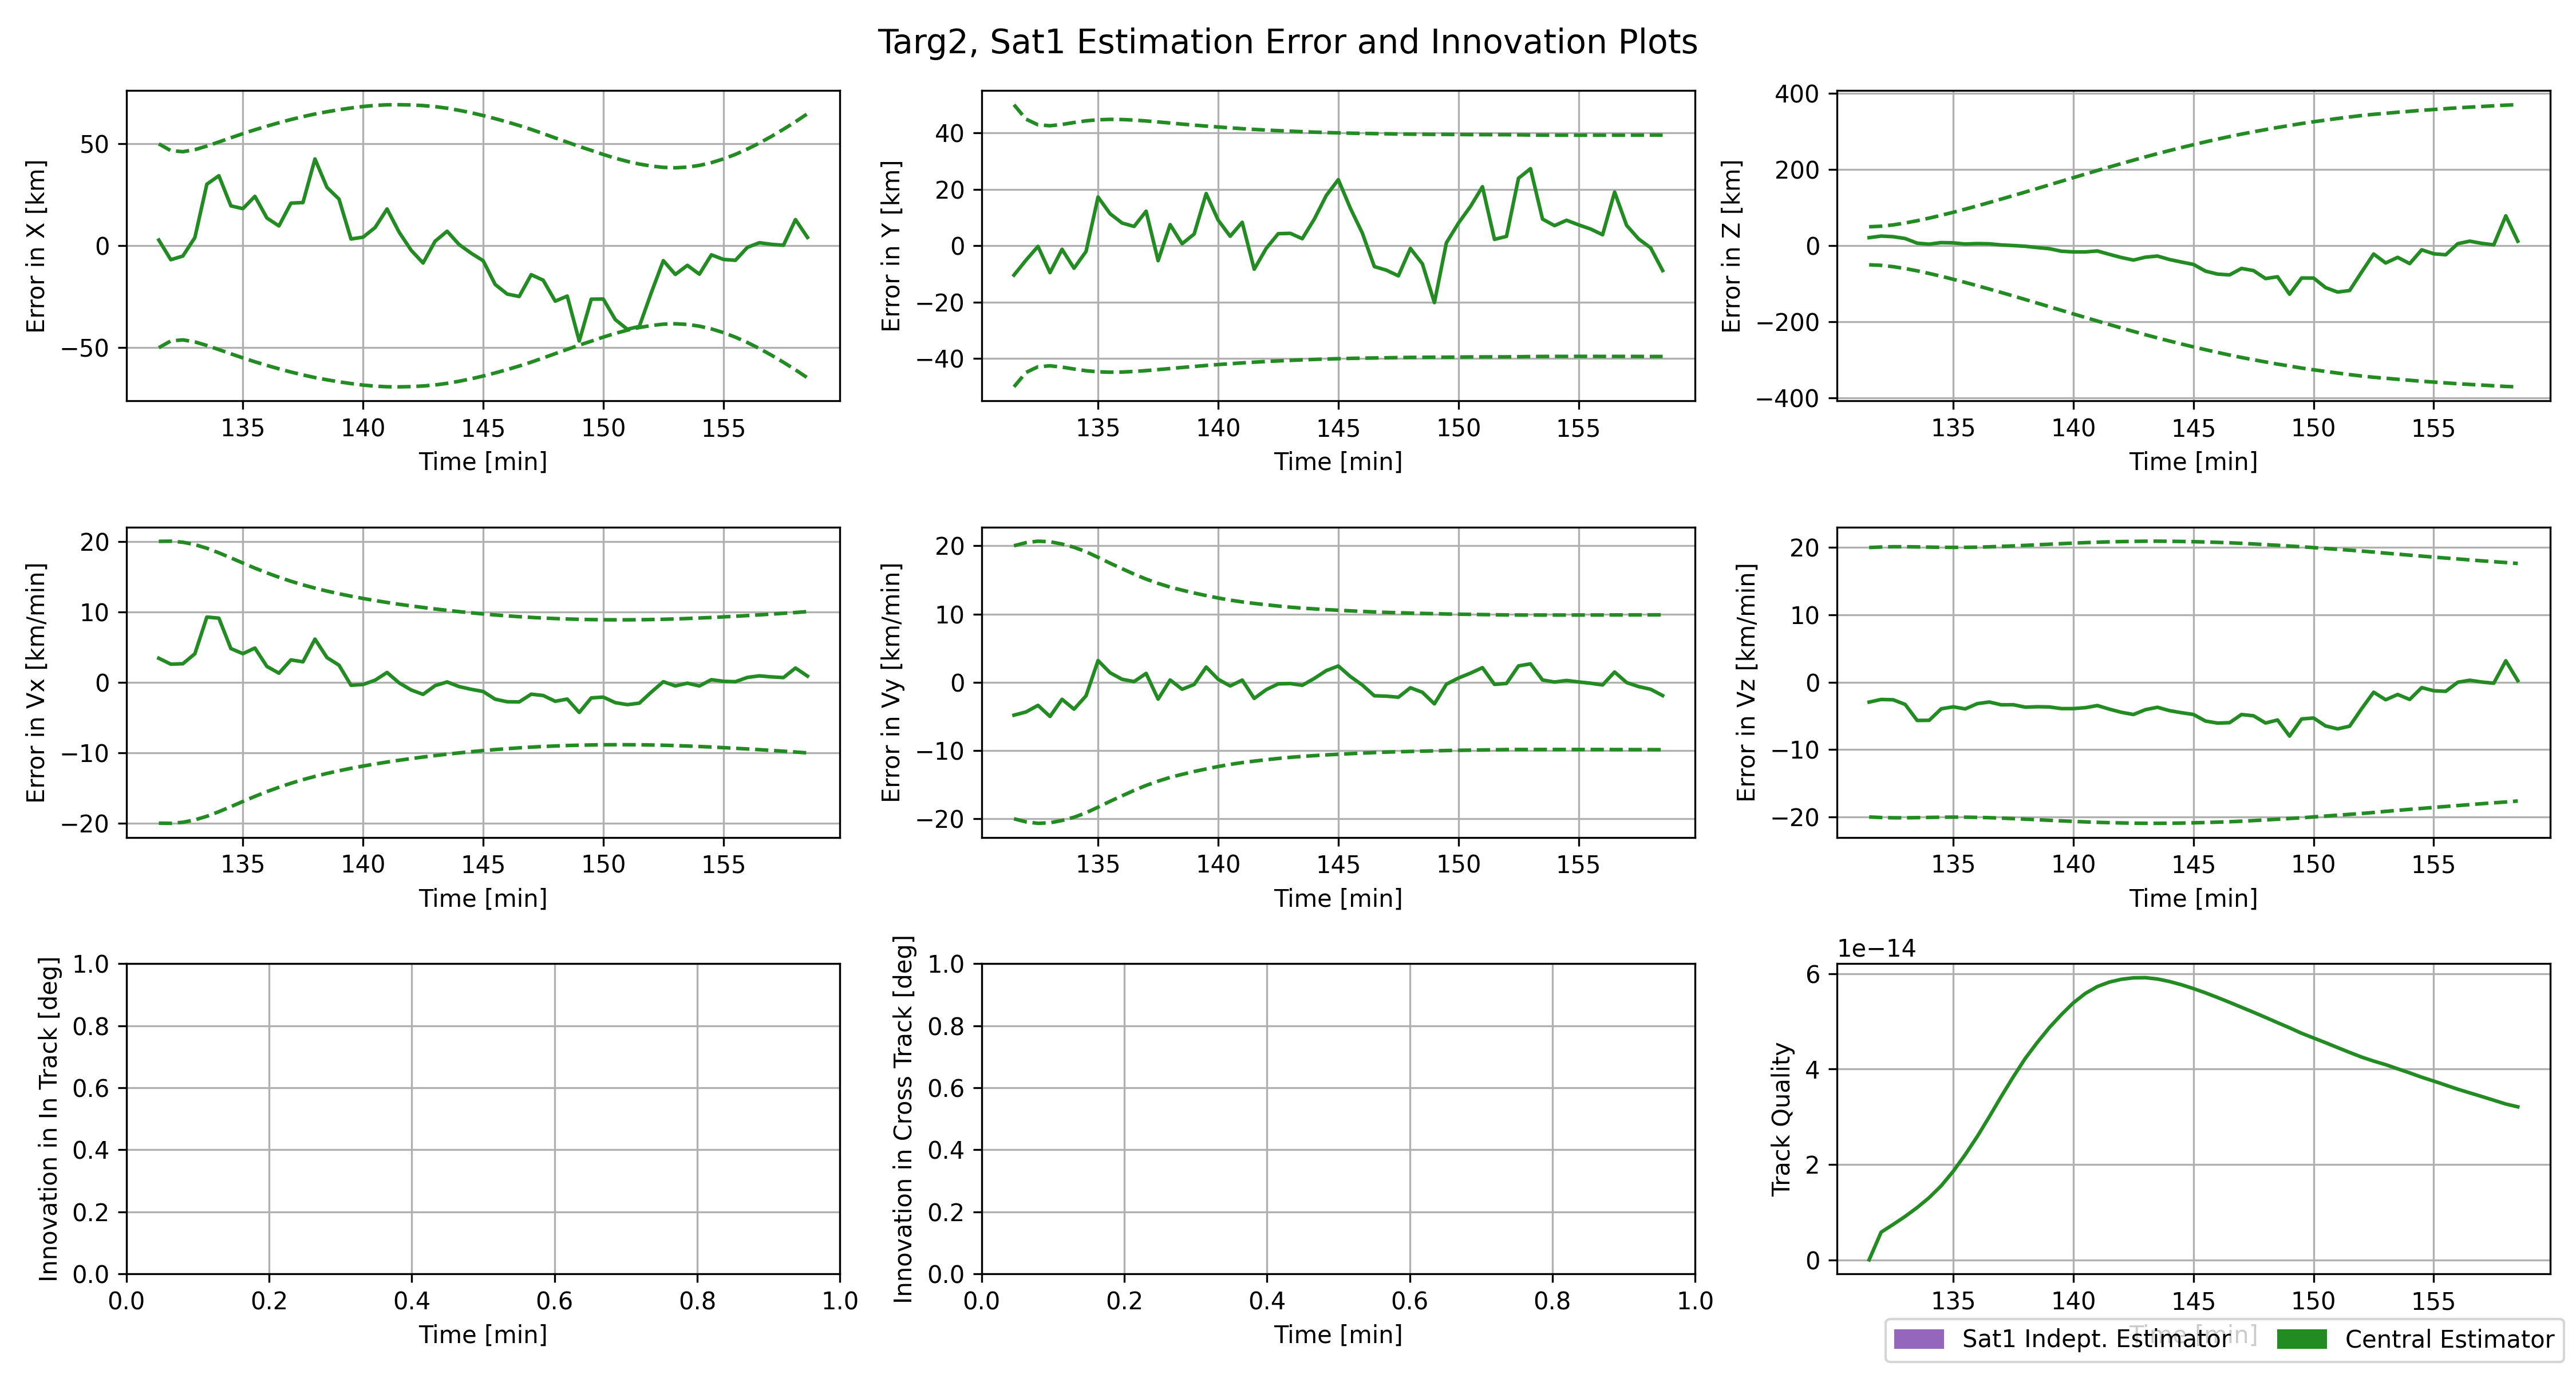 Targ2, Sat1 Estimation Error and Innovation Plots
Error in X [km]
50
0
−50
135 140 145 150 155
Time [min]
Error in Y [km]
40
20
0
−20
−40
135 140 145 150 155
Time [min]
Error in Z [km]
400
200
0
−200
−400
135 140 145 150 155
Time [min]
Error in Vx [km/min]
20
10
0
−10
−20
135 140 145 150 155
Time [min]
Error in Vy [km/min]
20
10
0
−10
−20
135 140 145 150 155
Time [min]
Error in Vz [km/min]
20
10
0
−10
−20
135 140 145 150 155
Time [min]
Innovation in In Track [deg]
1.0
0.8
0.6
0.4
0.2
0.0
0.0 0.2 0.4 0.6 0.8 1.0
Time [min]
Innovation in Cross Track [deg]
1.0
0.8
0.6
0.4
0.2
0.0
0.0 0.2 0.4 0.6 0.8 1.0
Time [min]
1e−14
Track Quality
6
4
2
0
135 140 145 150 155
Time [min]
Sat1 Indept. Estimator
Central Estimator